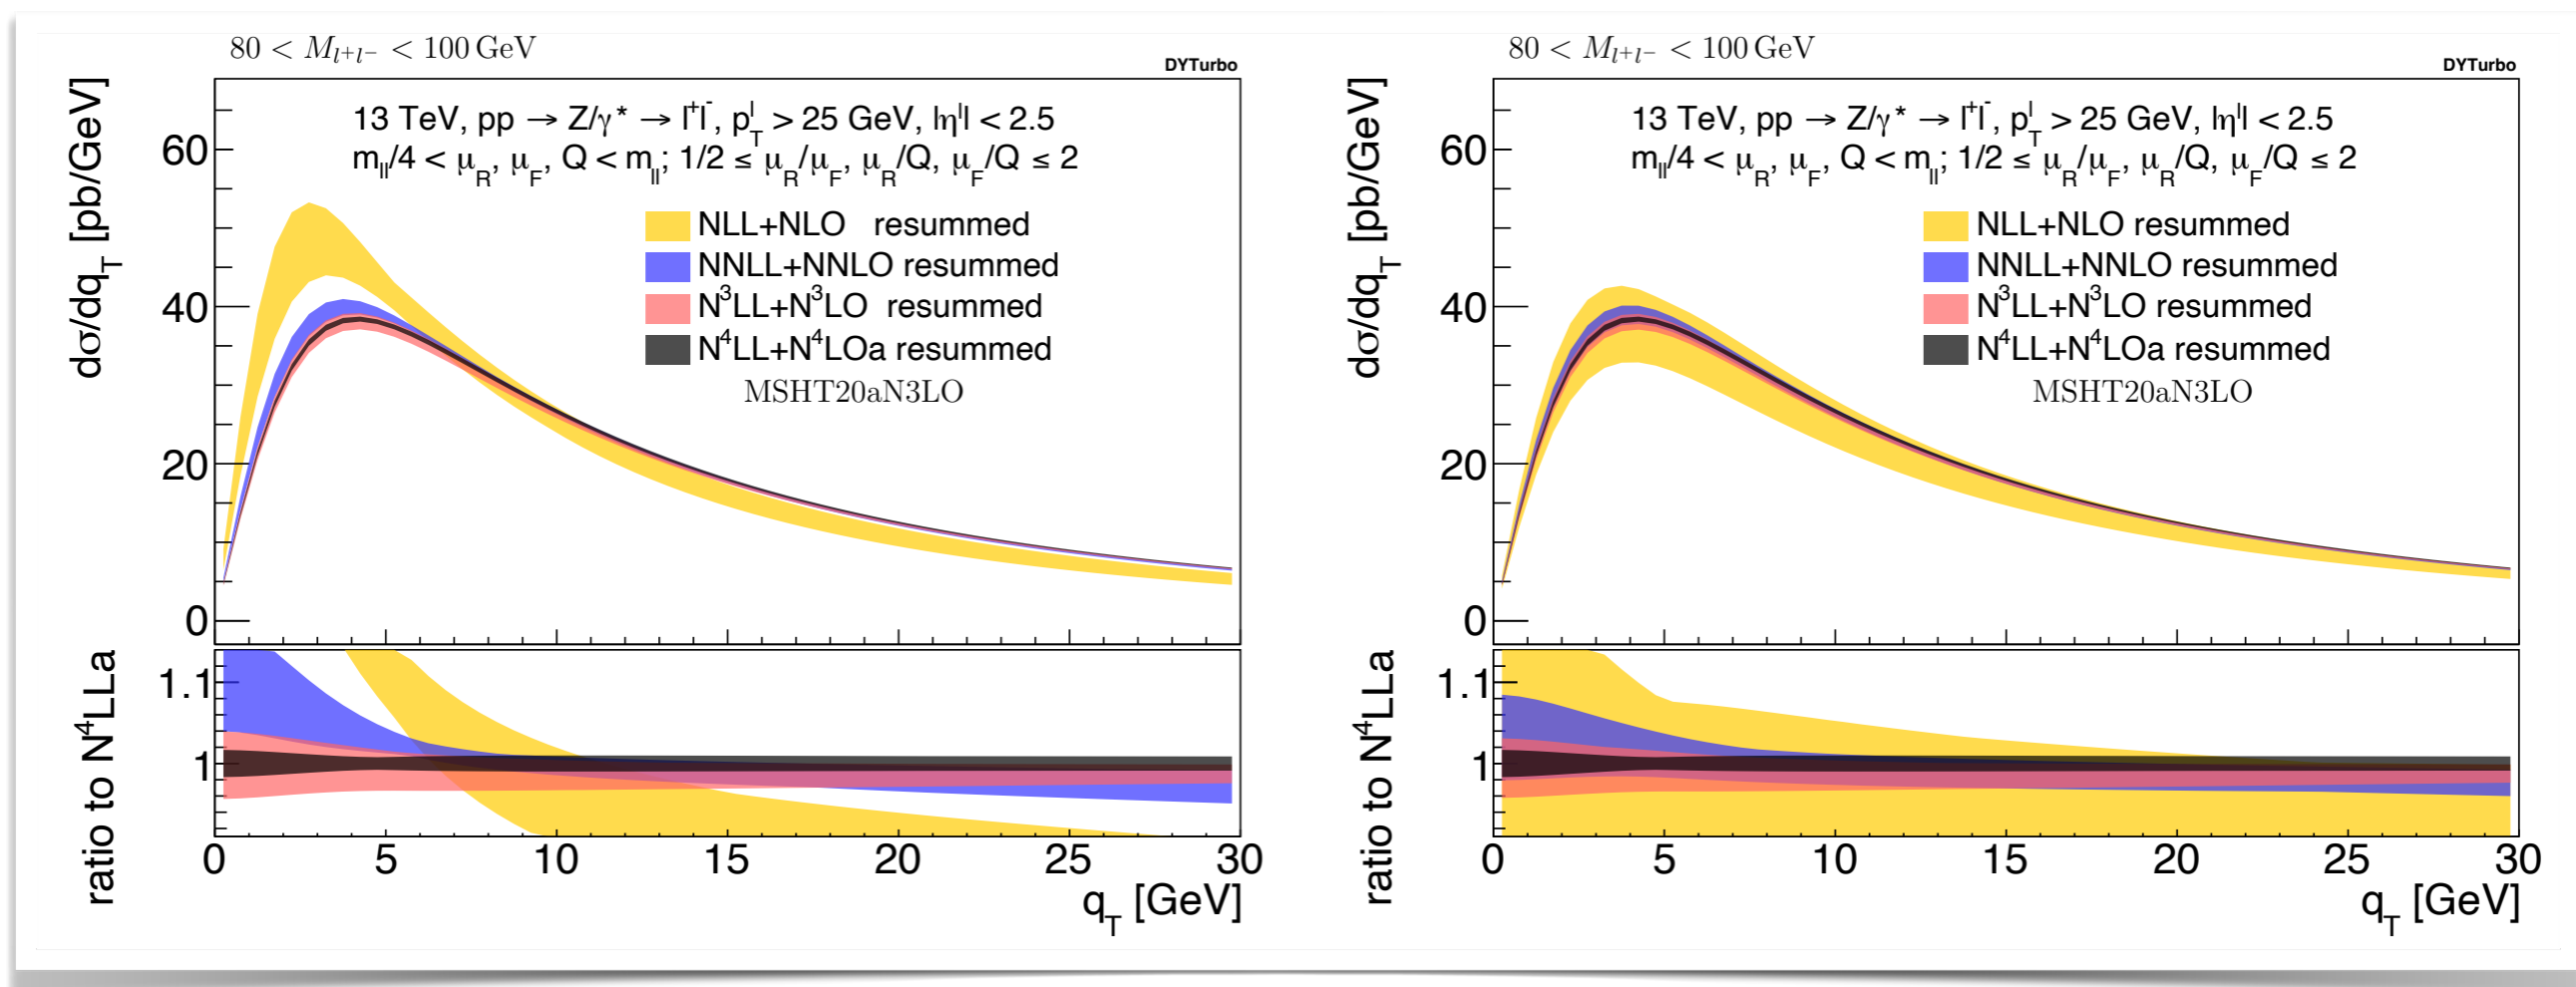 80 < M_{l+l−} < 100 GeV
DYTurbo
dσ/dq_T [pb/GeV]
60
40
20
0
13 TeV, pp → Z/γ* → l⁺l⁻, p_T^l > 25 GeV, |η^l| < 2.5
m_ll/4 < μ_R, μ_F, Q < m_ll; 1/2 ≤ μ_R/μ_F, μ_R/Q, μ_F/Q ≤ 2
NLL+NLO resummed
NNLL+NNLO resummed
N³LL+N³LO resummed
N⁴LL+N⁴LOa resummed
MSHT20aN3LO
ratio to N⁴LLa
1.1
1
0 5 10 15 20 25 30
q_T [GeV]
80 < M_{l+l−} < 100 GeV
DYTurbo
dσ/dq_T [pb/GeV]
60
40
20
0
13 TeV, pp → Z/γ* → l⁺l⁻, p_T^l > 25 GeV, |η^l| < 2.5
m_ll/4 < μ_R, μ_F, Q < m_ll; 1/2 ≤ μ_R/μ_F, μ_R/Q, μ_F/Q ≤ 2
NLL+NLO resummed
NNLL+NNLO resummed
N³LL+N³LO resummed
N⁴LL+N⁴LOa resummed
MSHT20aN3LO
ratio to N⁴LLa
1.1
1
0 5 10 15 20 25 30
q_T [GeV]